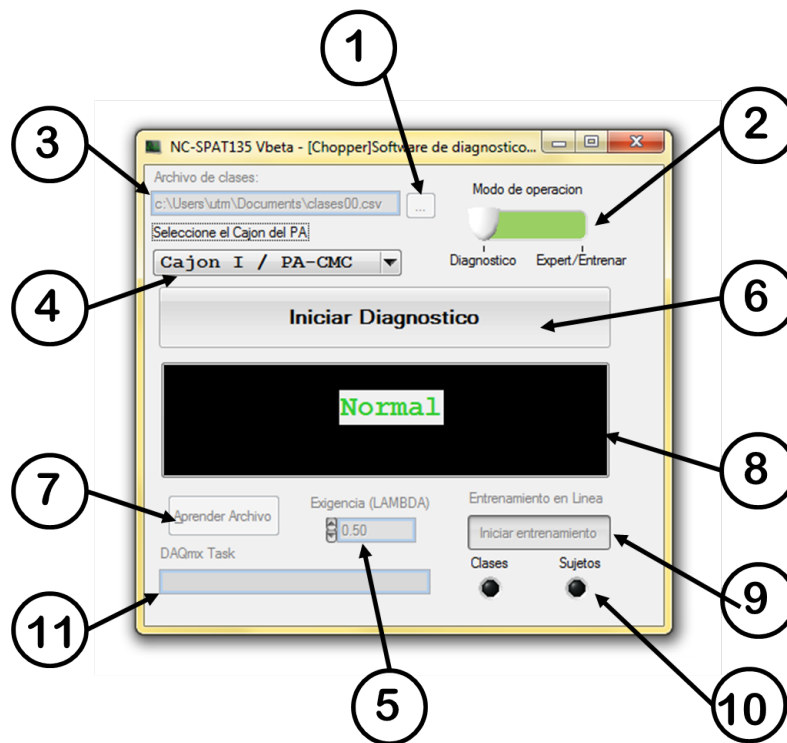 1
2
3
NC-SPAT135 Vbeta - [Chopper]Software de diagnostico...
Archivo de clases:
c:\Users\utm\Documents\clases00.csv
...
Modo de operacion
Seleccione el Cajon del PA
Cajon I / PA-CMC
Diagnostico Expert/Entrenar
4
6
Iniciar Diagnostico
Normal
8
7
Aprender Archivo
Exigencia (LAMBDA)
0.50
Entrenamiento en Linea
Iniciar entrenamiento
DAQmx Task
Clases Sujetos
9
11
5
10